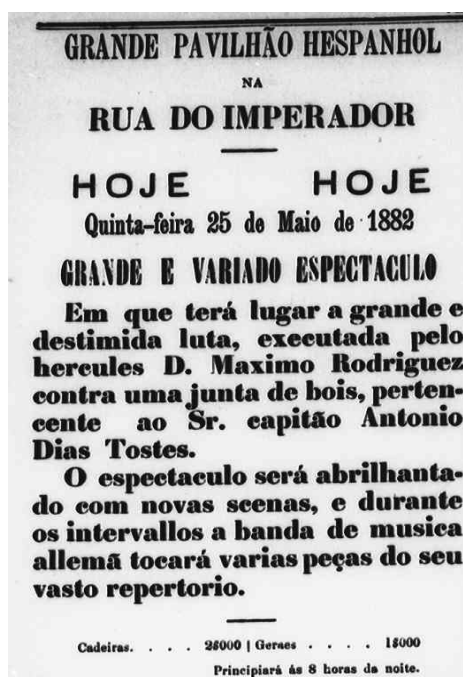 GRANDE PAVILHÃO HESPANHOL
NA
RUA DO IMPERADOR
HOJE HOJE
Quinta-feira 25 de Maio de 1882
GRANDE E VARIADO ESPECTACULO
Em que terá lugar a grande e
destimida luta, executada pelo
hercules D. Maximo Rodriguez
contra uma junta de bois, perten-
cente ao Sr. capitão Antonio
Dias Tostes.
O espectaculo será abrilhanta-
do com novas scenas, e durante
os intervallos a banda de musica
allemã tocará varias peças do seu
vasto repertorio.
Cadeiras. . . . 2$000 | Geraes . . . . 1$000
Principiará ás 8 horas da noite.